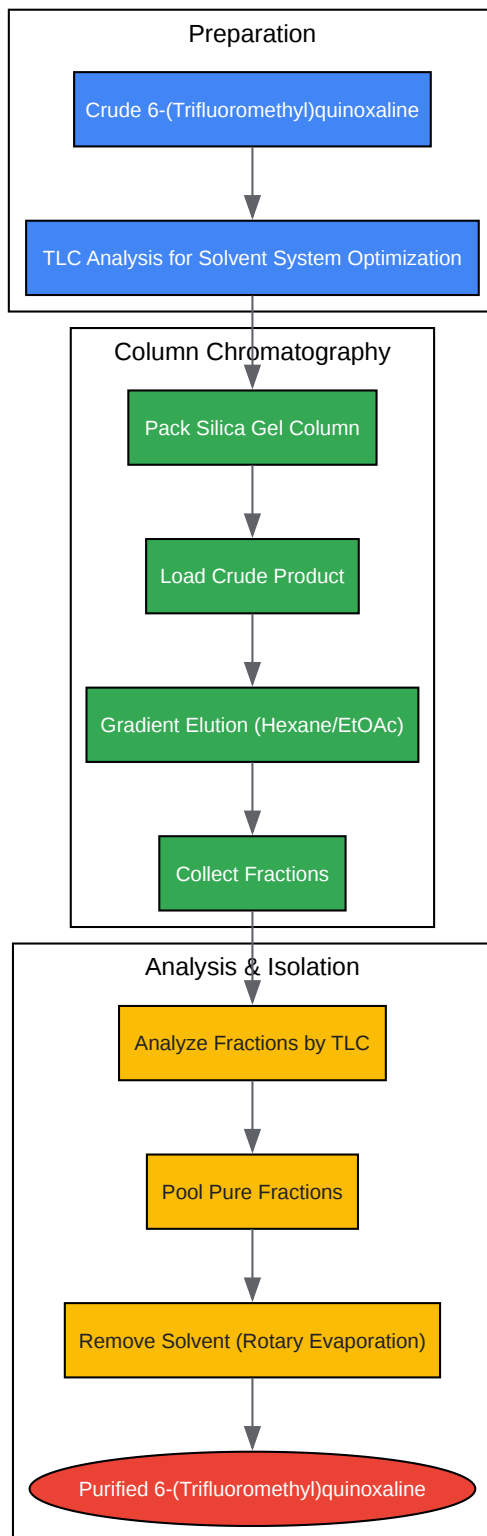 Preparation
Crude 6-(Trifluoromethyl)quinoxaline
TLC Analysis for Solvent System Optimization
Column Chromatography
Pack Silica Gel Column
Load Crude Product
Gradient Elution (Hexane/EtOAc)
Collect Fractions
Analysis & Isolation
Analyze Fractions by TLC
Pool Pure Fractions
Remove Solvent (Rotary Evaporation)
Purified 6-(Trifluoromethyl)quinoxaline